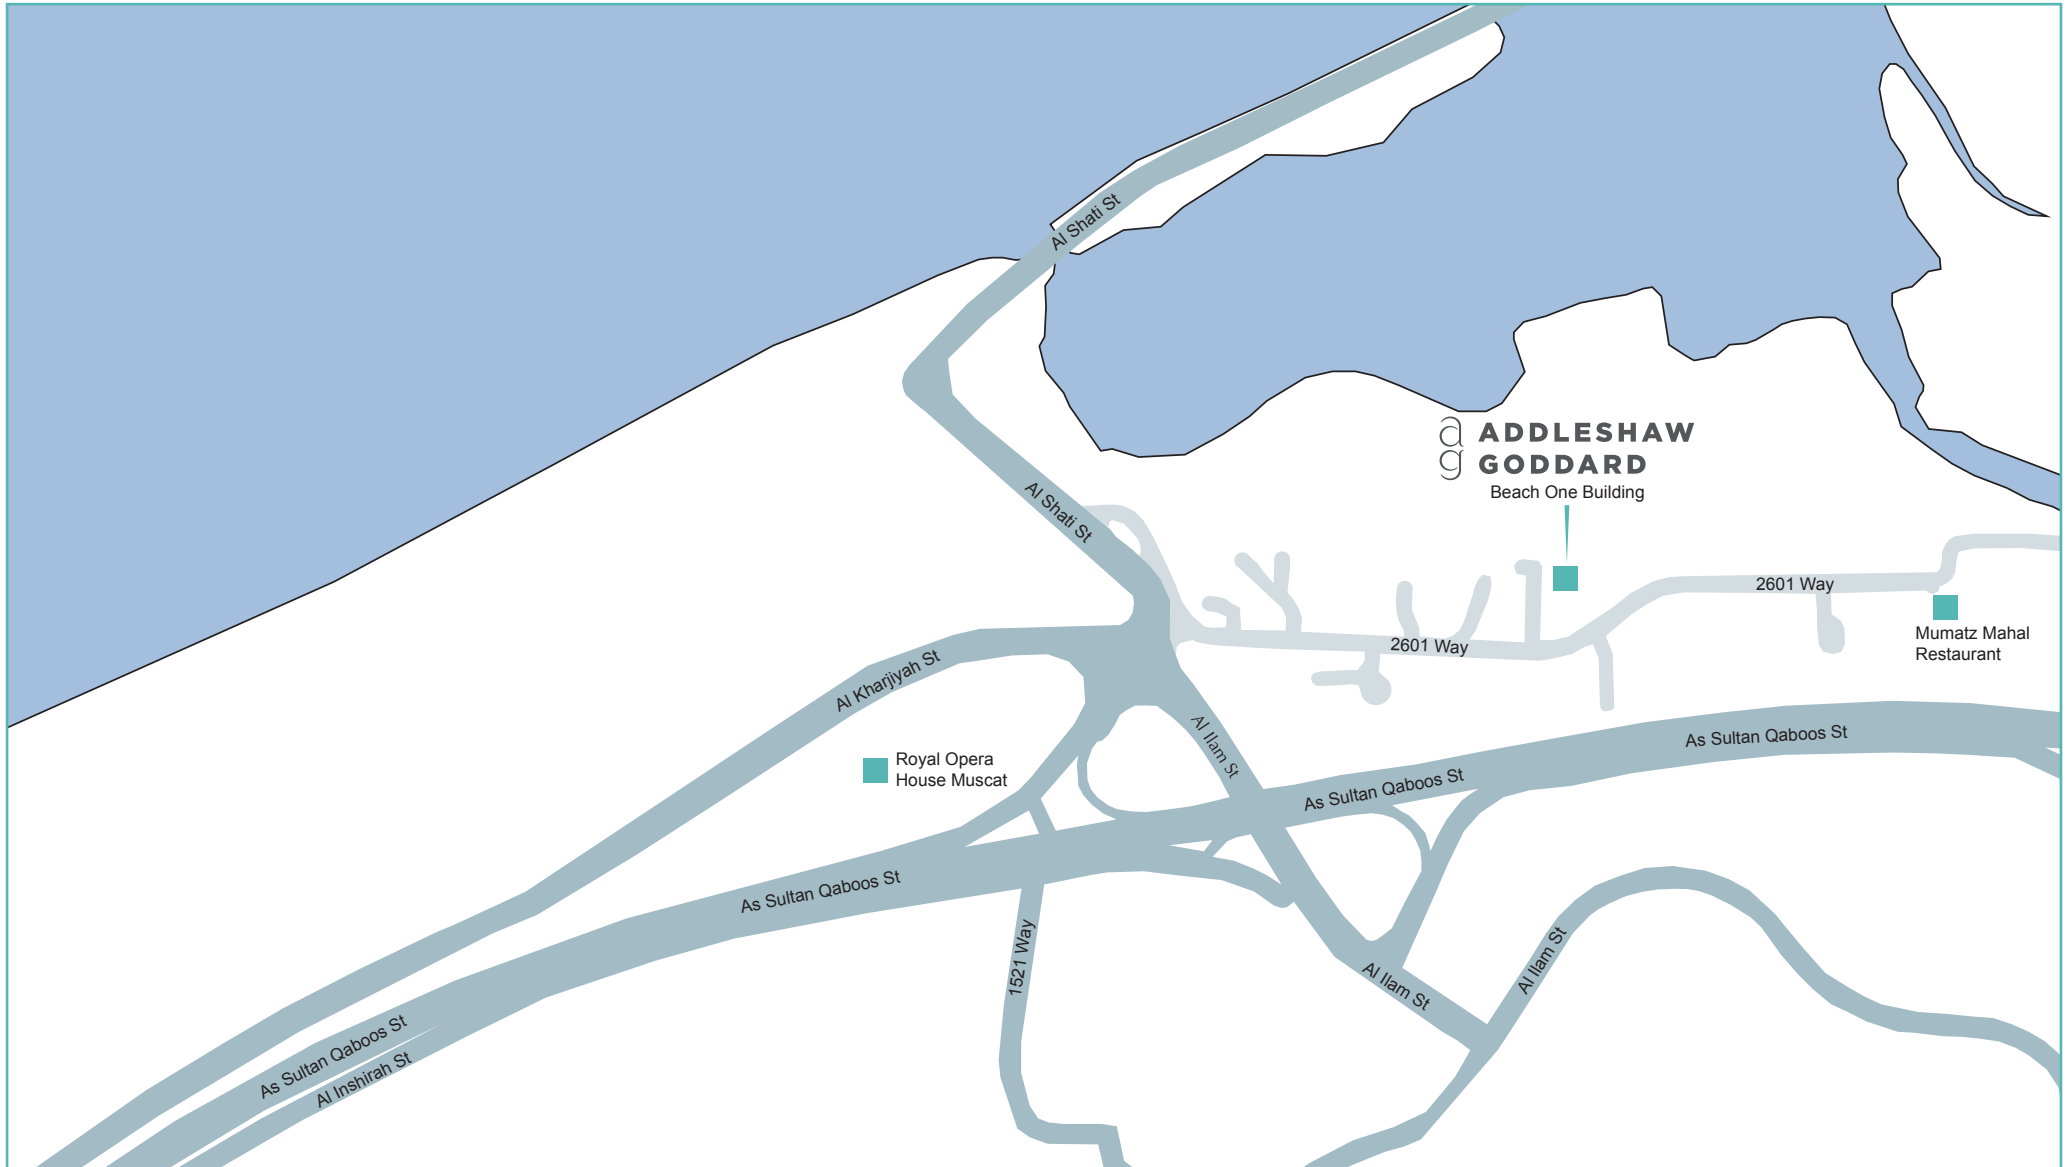 Al Shati St
ag ADDLESHAW
GODDARD
Beach One Building
Al Shati St
2601 Way
2601 Way
Mumatz Mahal
Restaurant
Al Kharjiyah St
Al Ilam St
As Sultan Qaboos St
Royal Opera
House Muscat
As Sultan Qaboos St
As Sultan Qaboos St
1521 Way
Al Ilam St
Al Ilam St
As Sultan Qaboos St
Al Inshirah St